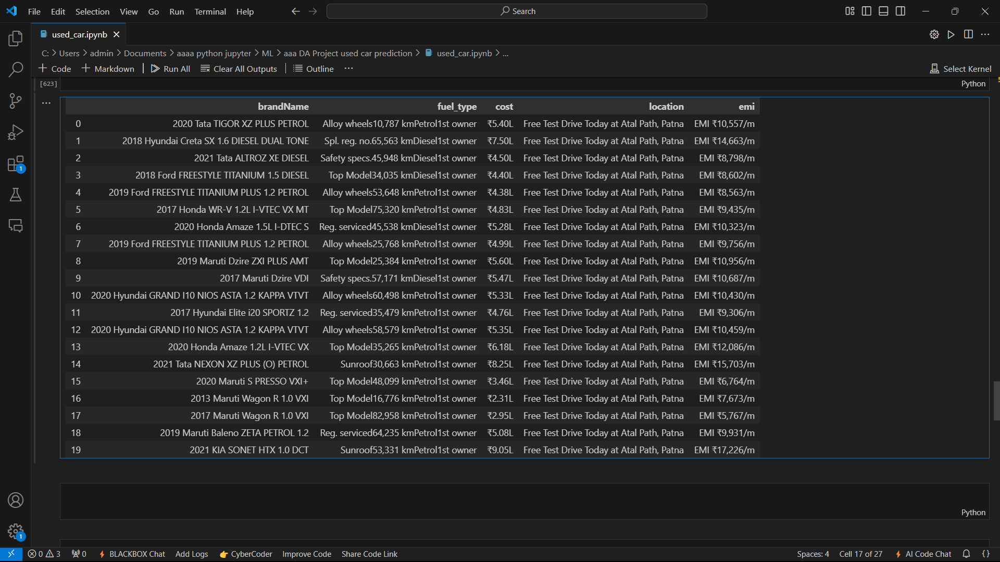 File Edit Selection View Go Run Terminal Help Search
used_car.ipynb
C: > Users > admin > Documents > aaaa python jupyter > ML > aaa DA Project used car prediction > used_car.ipynb > ...
+ Code + Markdown Run All Clear All Outputs Outline ... Select Kernel
[623] Python
... brandName fuel_type cost location emi
0 2020 Tata TIGOR XZ PLUS PETROL Alloy wheels10,787 kmPetrol1st owner ₹5.40L Free Test Drive Today at Atal Path, Patna EMI ₹10,557/m
1 2018 Hyundai Creta SX 1.6 DIESEL DUAL TONE Spl. reg. no.65,563 kmDiesel1st owner ₹7.50L Free Test Drive Today at Atal Path, Patna EMI ₹14,663/m
2 2021 Tata ALTROZ XE DIESEL Safety specs.45,948 kmDiesel1st owner ₹4.50L Free Test Drive Today at Atal Path, Patna EMI ₹8,798/m
3 2018 Ford FREESTYLE TITANIUM 1.5 DIESEL Top Model34,035 kmDiesel1st owner ₹4.40L Free Test Drive Today at Atal Path, Patna EMI ₹8,602/m
4 2019 Ford FREESTYLE TITANIUM PLUS 1.2 PETROL Alloy wheels53,648 kmPetrol1st owner ₹4.38L Free Test Drive Today at Atal Path, Patna EMI ₹8,563/m
5 2017 Honda WR-V 1.2L I-VTEC VX MT Top Model75,320 kmPetrol1st owner ₹4.83L Free Test Drive Today at Atal Path, Patna EMI ₹9,435/m
6 2020 Honda Amaze 1.5L I-DTEC S Reg. serviced45,538 kmDiesel1st owner ₹5.28L Free Test Drive Today at Atal Path, Patna EMI ₹10,323/m
7 2019 Ford FREESTYLE TITANIUM PLUS 1.2 PETROL Alloy wheels25,768 kmPetrol1st owner ₹4.99L Free Test Drive Today at Atal Path, Patna EMI ₹9,756/m
8 2019 Maruti Dzire ZXI PLUS AMT Top Model25,384 kmPetrol1st owner ₹5.60L Free Test Drive Today at Atal Path, Patna EMI ₹10,956/m
9 2017 Maruti Dzire VDI Safety specs.57,171 kmDiesel1st owner ₹5.47L Free Test Drive Today at Atal Path, Patna EMI ₹10,687/m
10 2020 Hyundai GRAND I10 NIOS ASTA 1.2 KAPPA VTVT Alloy wheels60,498 kmPetrol1st owner ₹5.33L Free Test Drive Today at Atal Path, Patna EMI ₹10,430/m
11 2017 Hyundai Elite i20 SPORTZ 1.2 Reg. serviced35,479 kmPetrol1st owner ₹4.76L Free Test Drive Today at Atal Path, Patna EMI ₹9,306/m
12 2020 Hyundai GRAND I10 NIOS ASTA 1.2 KAPPA VTVT Alloy wheels58,579 kmPetrol1st owner ₹5.35L Free Test Drive Today at Atal Path, Patna EMI ₹10,459/m
13 2020 Honda Amaze 1.2L I-VTEC VX Top Model35,265 kmPetrol1st owner ₹6.18L Free Test Drive Today at Atal Path, Patna EMI ₹12,086/m
14 2021 Tata NEXON XZ PLUS (O) PETROL Sunroof30,663 kmPetrol1st owner ₹8.25L Free Test Drive Today at Atal Path, Patna EMI ₹15,703/m
15 2020 Maruti S PRESSO VXI+ Top Model48,099 kmPetrol1st owner ₹3.46L Free Test Drive Today at Atal Path, Patna EMI ₹6,764/m
16 2013 Maruti Wagon R 1.0 VXI Top Model16,776 kmPetrol1st owner ₹2.31L Free Test Drive Today at Atal Path, Patna EMI ₹7,673/m
17 2017 Maruti Wagon R 1.0 VXI Top Model82,958 kmPetrol1st owner ₹2.95L Free Test Drive Today at Atal Path, Patna EMI ₹5,767/m
18 2019 Maruti Baleno ZETA PETROL 1.2 Reg. serviced64,235 kmPetrol1st owner ₹5.08L Free Test Drive Today at Atal Path, Patna EMI ₹9,931/m
19 2021 KIA SONET HTX 1.0 DCT Sunroof53,331 kmPetrol1st owner ₹9.05L Free Test Drive Today at Atal Path, Patna EMI ₹17,226/m
Python
1
1
0 3 0 BLACKBOX Chat Add Logs 👉 CyberCoder Improve Code Share Code Link Spaces: 4 Cell 17 of 27 AI Code Chat {}